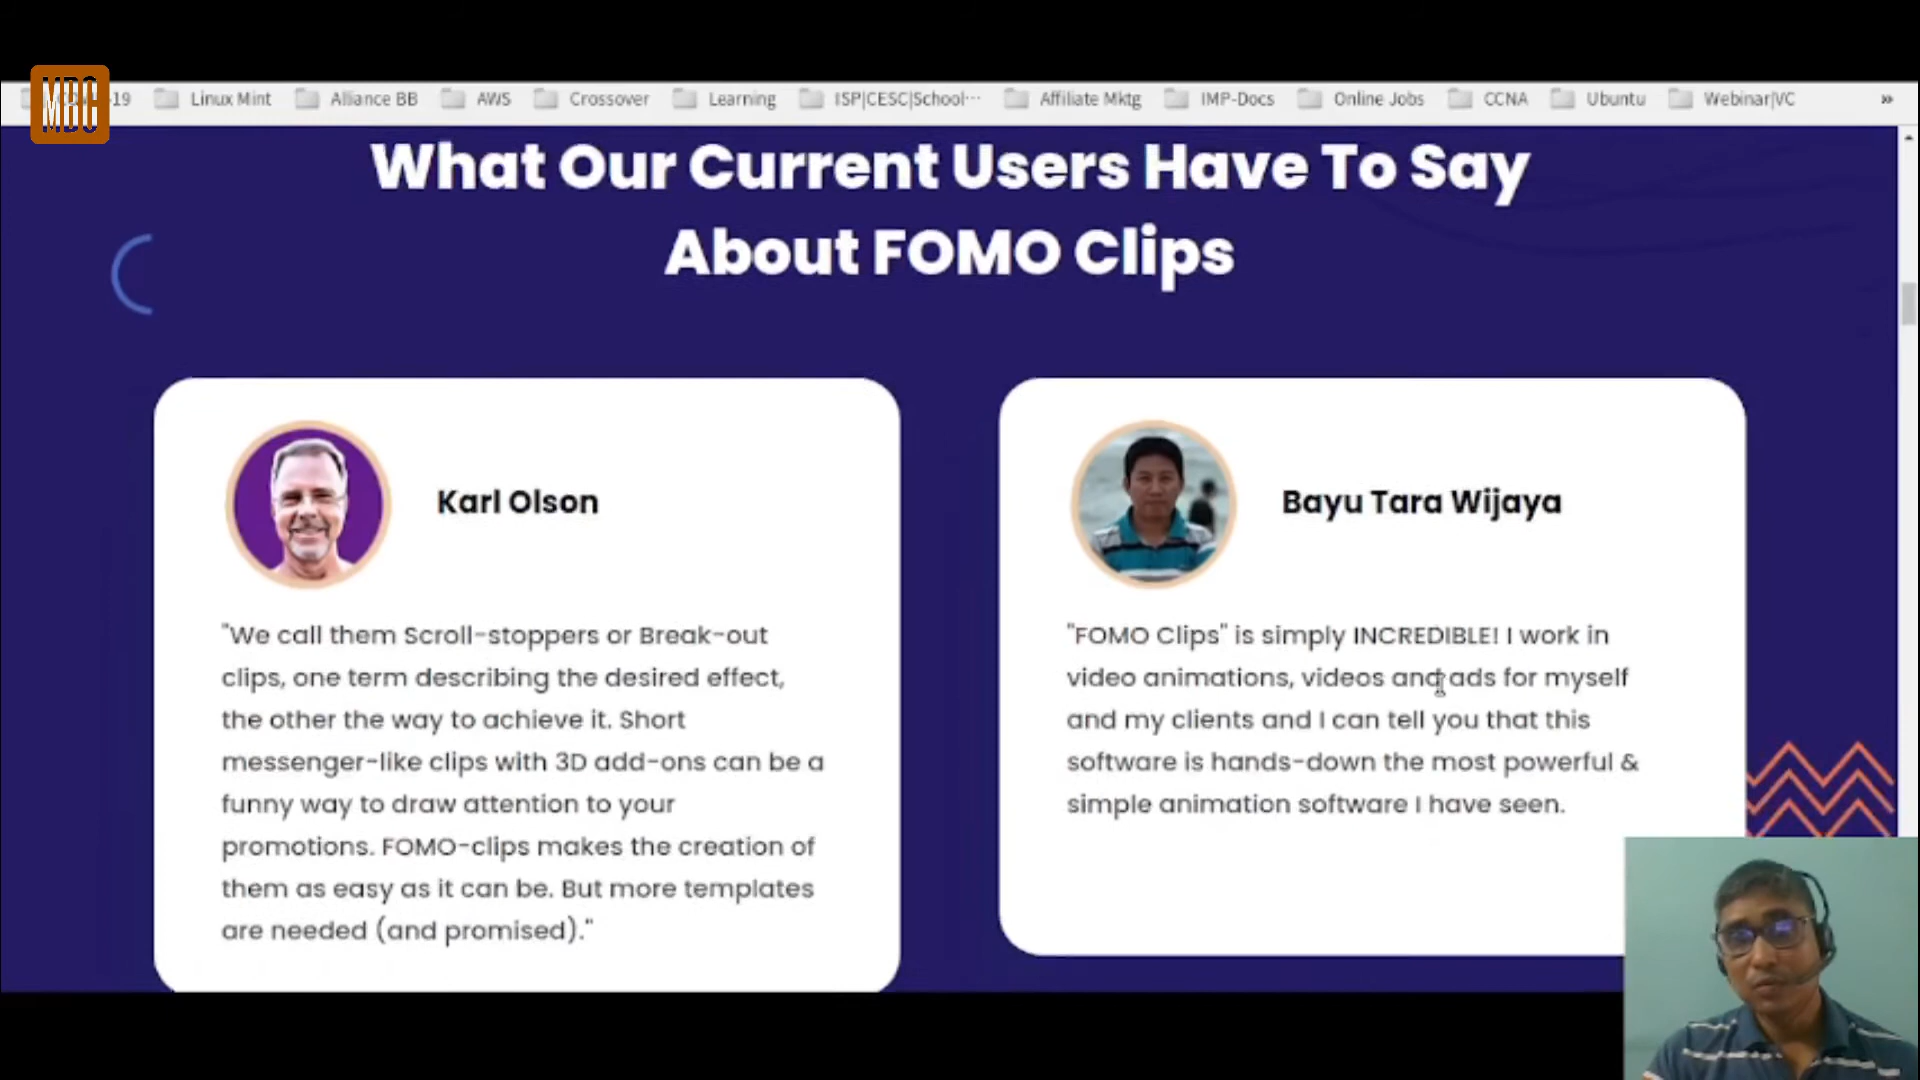 MBG
19
Linux Mint
Alliance BB
AWS
Crossover
Learning
ISP|CESC|School···
Affiliate Mktg
IMP-Docs
Online Jobs
CCNA
Ubuntu
Webinar|VC
»
What Our Current Users Have To Say
About FOMO Clips
Karl Olson
"We call them Scroll-stoppers or Break-out
clips, one term describing the desired effect,
the other the way to achieve it. Short
messenger-like clips with 3D add-ons can be a
funny way to draw attention to your
promotions. FOMO-clips makes the creation of
them as easy as it can be. But more templates
are needed (and promised)."
Bayu Tara Wijaya
"FOMO Clips" is simply INCREDIBLE! I work in
video animations, videos and ads for myself
and my clients and I can tell you that this
software is hands-down the most powerful &
simple animation software I have seen.